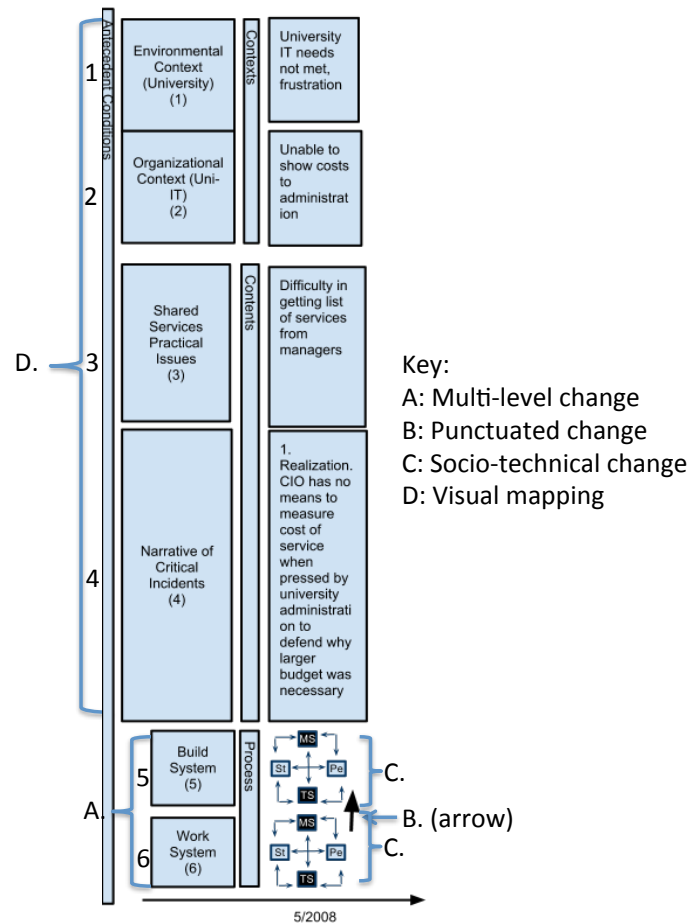 Antecedent Conditions
1
Environmental
Context
(University)
(1)
Contexts
University
IT needs
not met,
frustration
2
Organizational
Context (Uni-
IT)
(2)
Unable to
show costs
to
administrat
ion
D.
3
Shared
Services
Practical
Issues
(3)
Contents
Difficulty in
getting list
of services
from
managers
4
Narrative of
Critical
Incidents
(4)
1.
Realization.
CIO has no
means to
measure
cost of
service
when
pressed by
university
administrati
on to
defend why
larger
budget was
necessary
Key:
A: Multi-level change
B: Punctuated change
C: Socio-technical change
D: Visual mapping
A.
5
Build
System
(5)
Process
MS
St
Pe
TS
C.
B. (arrow)
6
Work
System
(6)
MS
St
Pe
TS
C.
5/2008